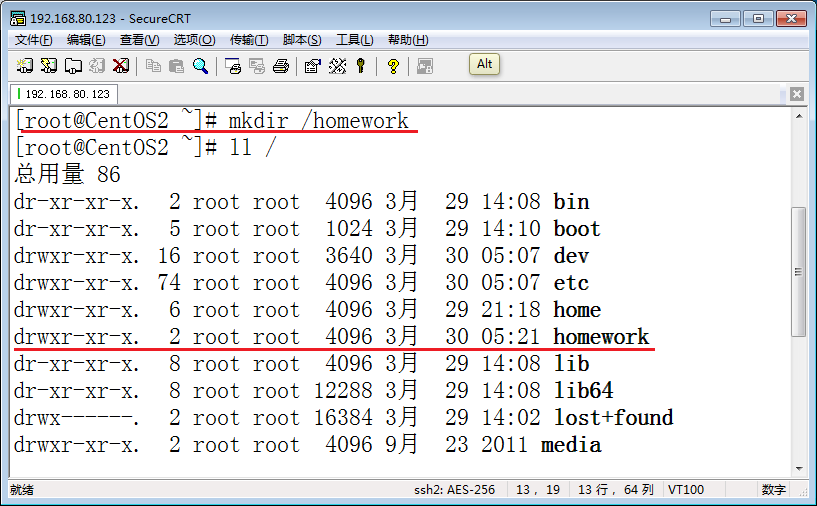 192.168.80.123 - SecureCRT
文件(F) 编辑(E) 查看(V) 选项(O) 传输(T) 脚本(S) 工具(L) 帮助(H)
Alt
192.168.80.123
[root@CentOS2 ~]# mkdir /homework
[root@CentOS2 ~]# ll /
总用量 86
dr-xr-xr-x.  2 root root  4096 3月  29 14:08 bin
dr-xr-xr-x.  5 root root  1024 3月  29 14:10 boot
drwxr-xr-x. 16 root root  3640 3月  30 05:07 dev
drwxr-xr-x. 74 root root  4096 3月  30 05:07 etc
drwxr-xr-x.  6 root root  4096 3月  29 21:18 home
drwxr-xr-x.  2 root root  4096 3月  30 05:21 homework
dr-xr-xr-x.  8 root root  4096 3月  29 14:08 lib
dr-xr-xr-x.  8 root root 12288 3月  29 14:08 lib64
drwx------.  2 root root 16384 3月  29 14:02 lost+found
drwxr-xr-x.  2 root root  4096 9月  23 2011 media
就绪 ssh2: AES-256 13, 19 13 行, 64 列 VT100 数字